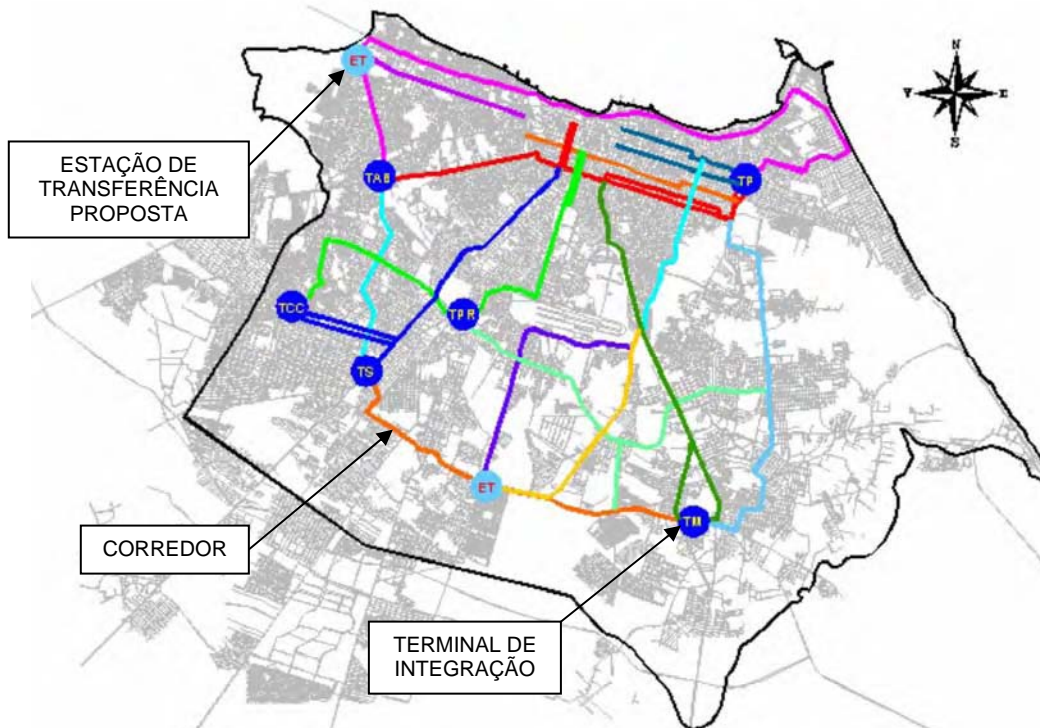 ET
N
V
E
S
ESTAÇÃO DE
TRANSFERÊNCIA
PROPOSTA
TAB
TP
TCC
TPR
TS
ET
TM
CORREDOR
TERMINAL DE
INTEGRAÇÃO